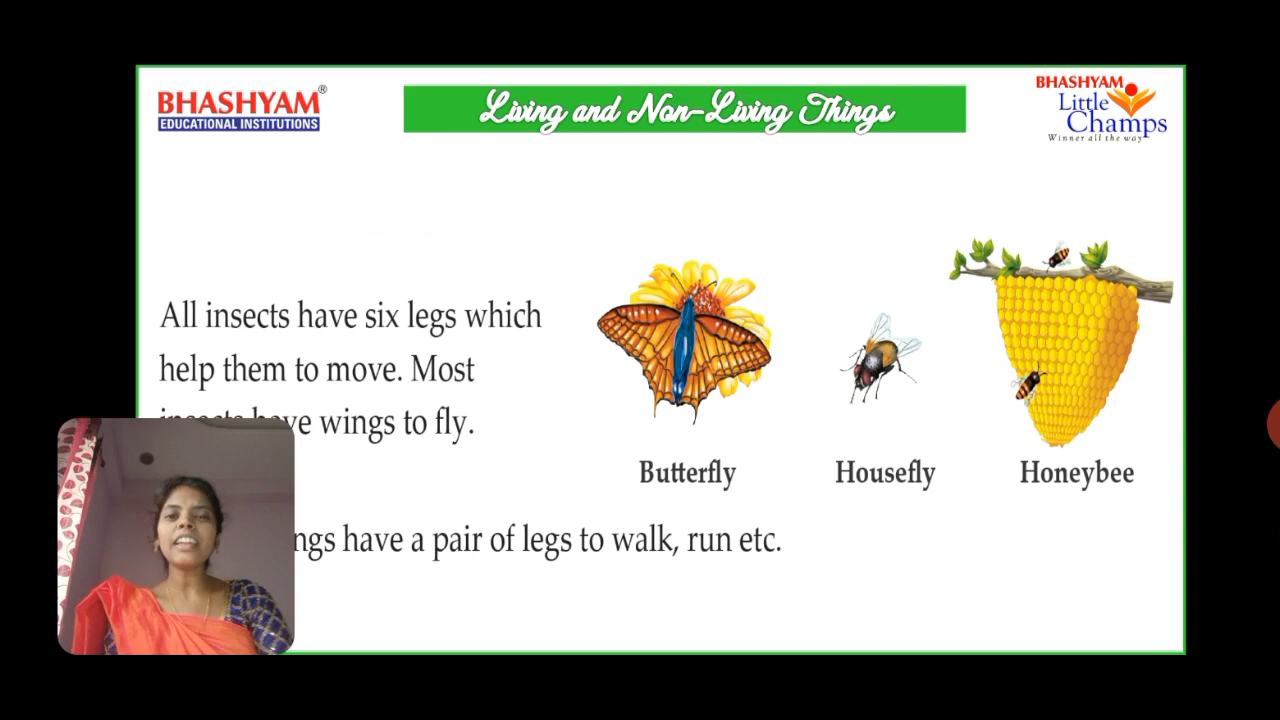 BHASHYAM®
EDUCATIONAL INSTITUTIONS
Living and Non-Living Things
BHASHYAM
Little
Champs
Winner all the way
All insects have six legs which
help them to move. Most
insects have wings to fly.
Butterfly
Housefly
Honeybee
ngs have a pair of legs to walk, run etc.